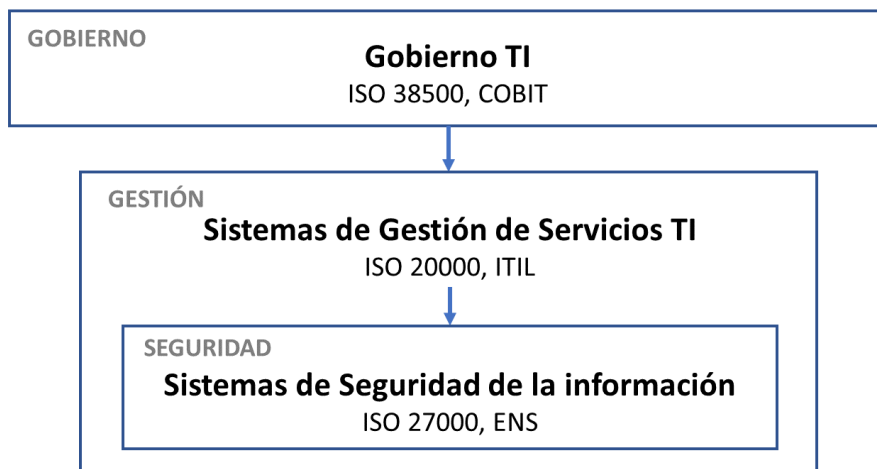 GOBIERNO
Gobierno TI
ISO 38500, COBIT
GESTIÓN
Sistemas de Gestión de Servicios TI
ISO 20000, ITIL
SEGURIDAD
Sistemas de Seguridad de la información
ISO 27000, ENS